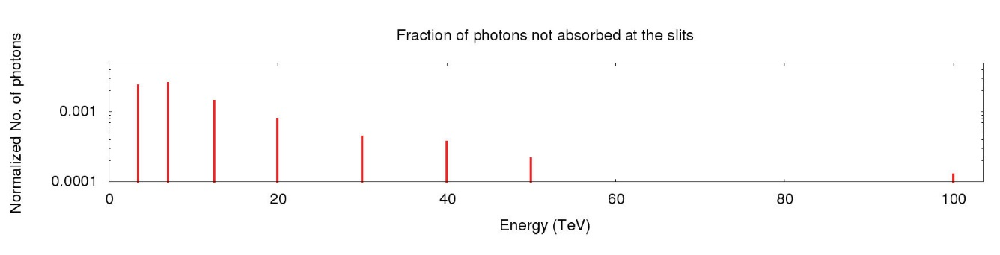 Fraction of photons not absorbed at the slits
Normalized No. of photons
0.001
0.0001
0 20 40 60 80 100
Energy (TeV)